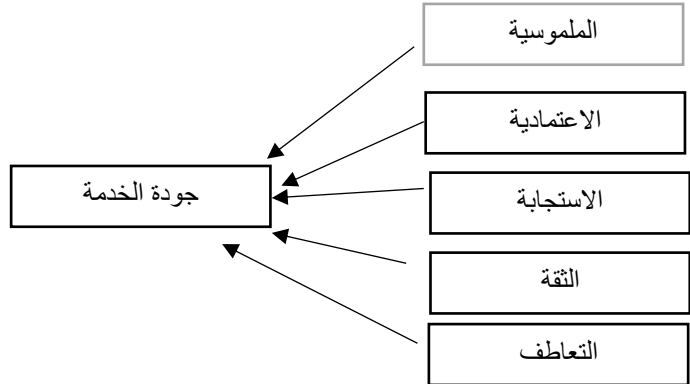 الملموسية
الاعتمادية
جودة الخدمة
الاستجابة
الثقة
التعاطف